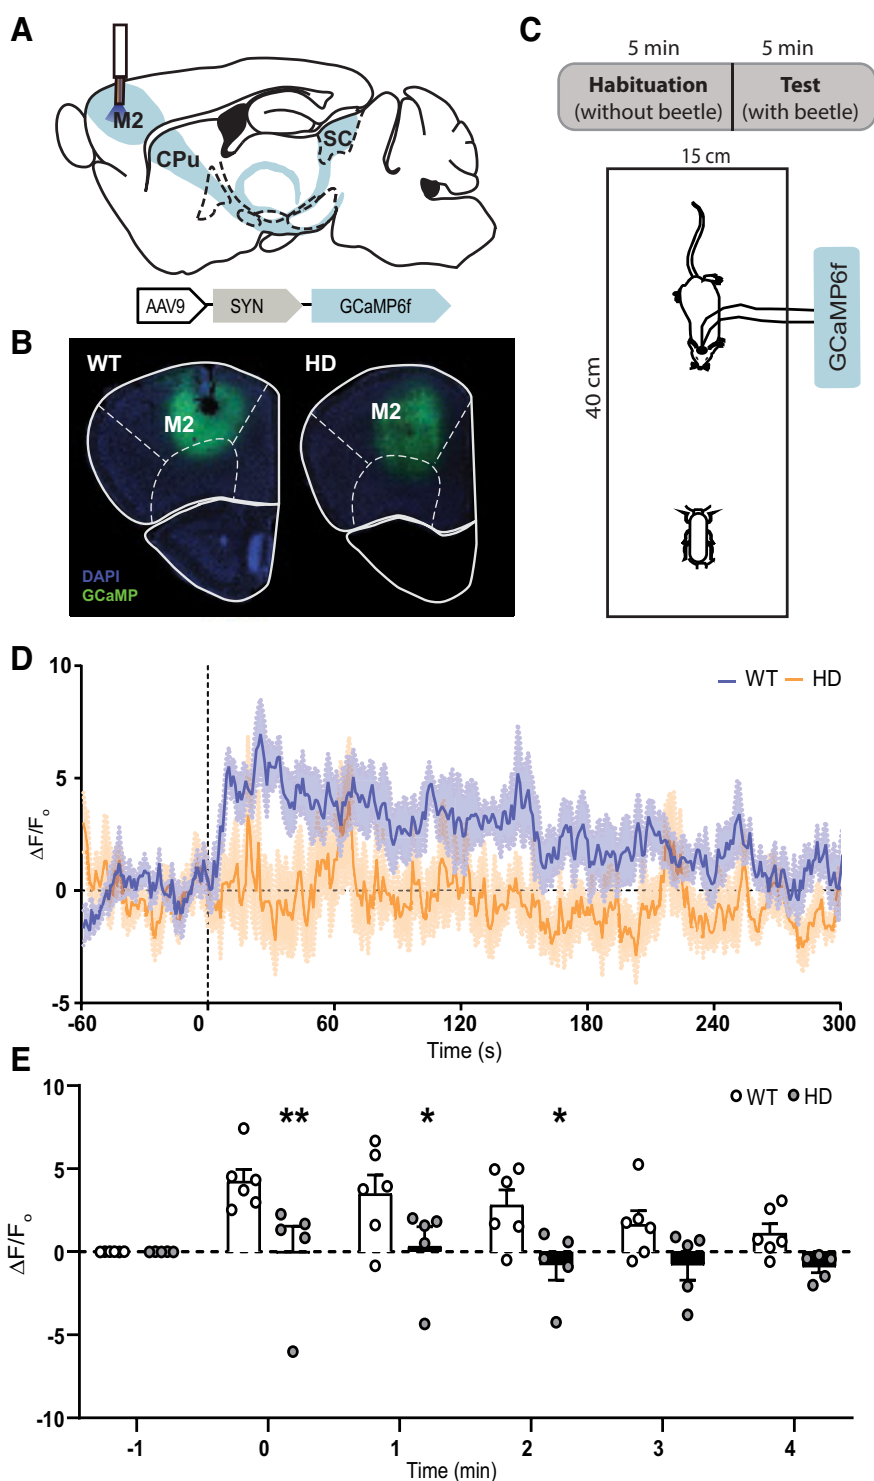 A
M2
CPu
SC
AAV9 SYN GCaMP6f
B
WT HD
M2 M2
DAPI
GCaMP
C
5 min 5 min
Habituation Test
(without beetle) (with beetle)
15 cm
40 cm
GCaMP6f
D
WT HD
10
5
0
-5
ΔF/Fo
-60 0 60 120 180 240 300
Time (s)
E
WT HD
** * *
10
5
0
-5
-10
ΔF/Fo
-1 0 1 2 3 4
Time (min)